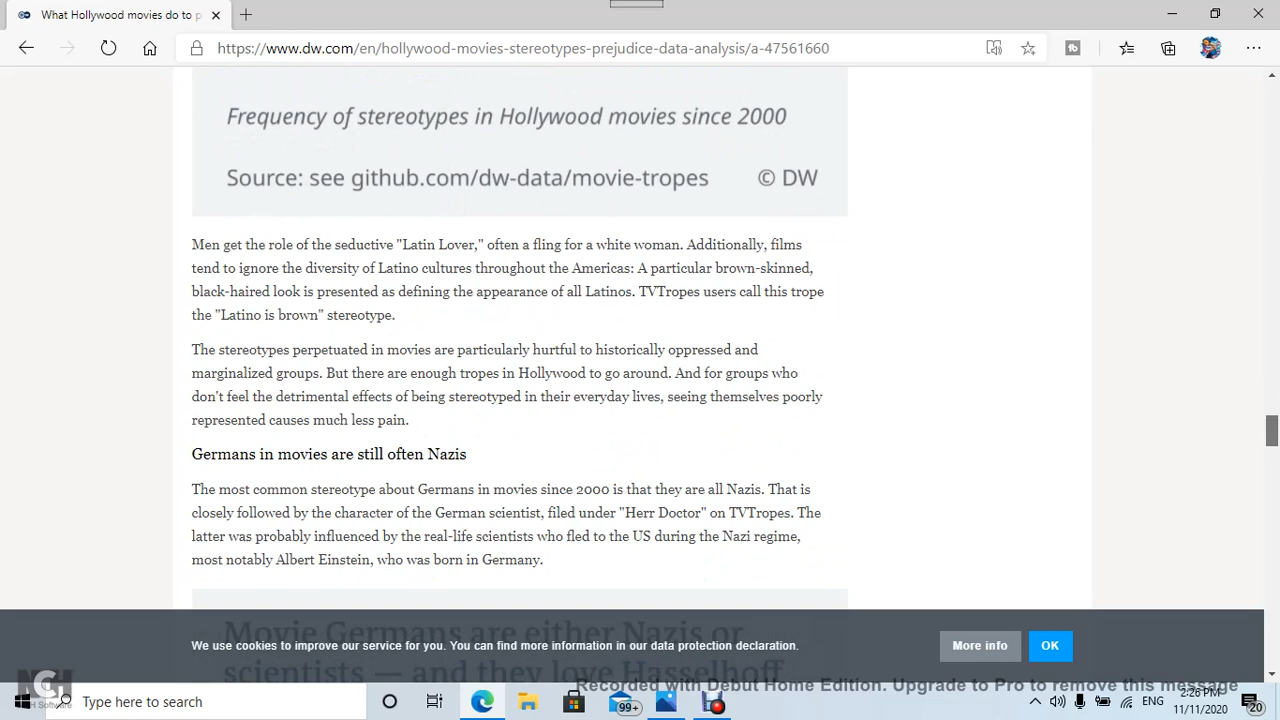 What Hollywood movies do to p
https://www.dw.com/en/hollywood-movies-stereotypes-prejudice-data-analysis/a-47561660
Frequency of stereotypes in Hollywood movies since 2000
Source: see github.com/dw-data/movie-tropes © DW
Men get the role of the seductive "Latin Lover," often a fling for a white woman. Additionally, films
tend to ignore the diversity of Latino cultures throughout the Americas: A particular brown-skinned,
black-haired look is presented as defining the appearance of all Latinos. TVTropes users call this trope
the "Latino is brown" stereotype.
The stereotypes perpetuated in movies are particularly hurtful to historically oppressed and
marginalized groups. But there are enough tropes in Hollywood to go around. And for groups who
don't feel the detrimental effects of being stereotyped in their everyday lives, seeing themselves poorly
represented causes much less pain.
Germans in movies are still often Nazis
The most common stereotype about Germans in movies since 2000 is that they are all Nazis. That is
closely followed by the character of the German scientist, filed under "Herr Doctor" on TVTropes. The
latter was probably influenced by the real-life scientists who fled to the US during the Nazi regime,
most notably Albert Einstein, who was born in Germany.
Movie Germans are either Nazis or
scientists — and they love Hasselhoff
We use cookies to improve our service for you. You can find more information in our data protection declaration.
More info
OK
Recorded with Debut Home Edition. Upgrade to Pro to remove this message
NCH Software
Type here to search
99+
ENG
2:26 PM
11/11/2020
20